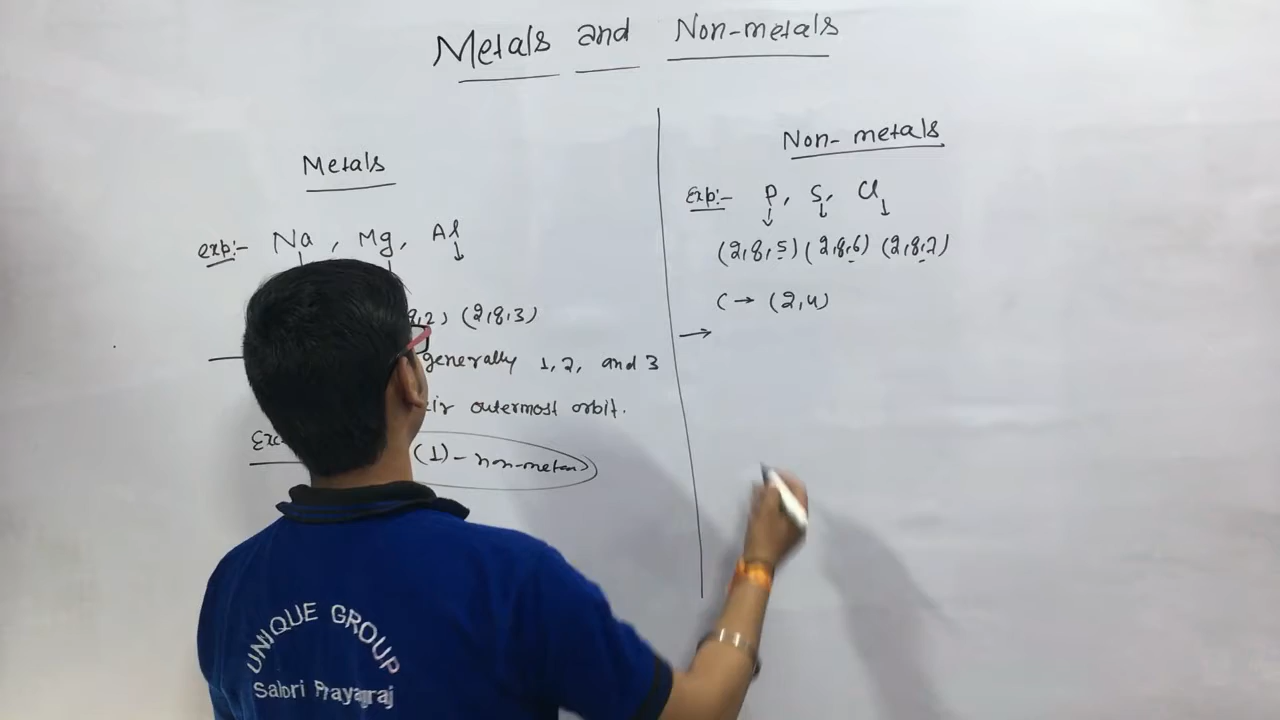 Metals and Non-metals
Metals
exp:- Na, Mg, Al
,2) (2,8,3)
generally 1, 2, and 3
outermost orbit.
(1) - non-metal
Non-metals
Exp:- P, S, Cl
(2,8,5) (2,8,6) (2,8,7)
C → (2,4)
→
UNIQUE GROUP
Salori Prayagraj